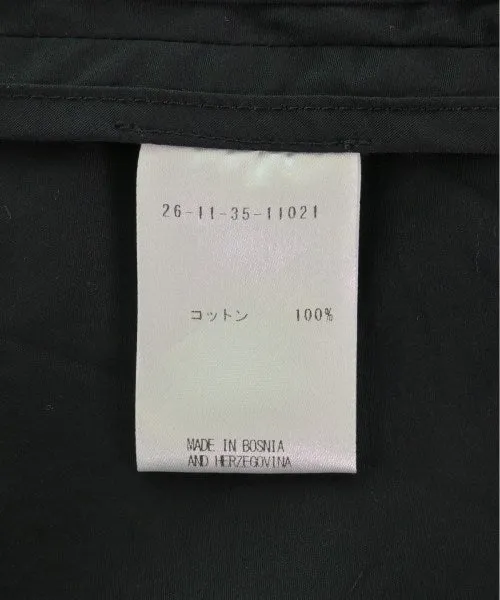 26-11-35-11021
コットン 100%
MADE IN BOSNIA
AND HERZEGOVINA